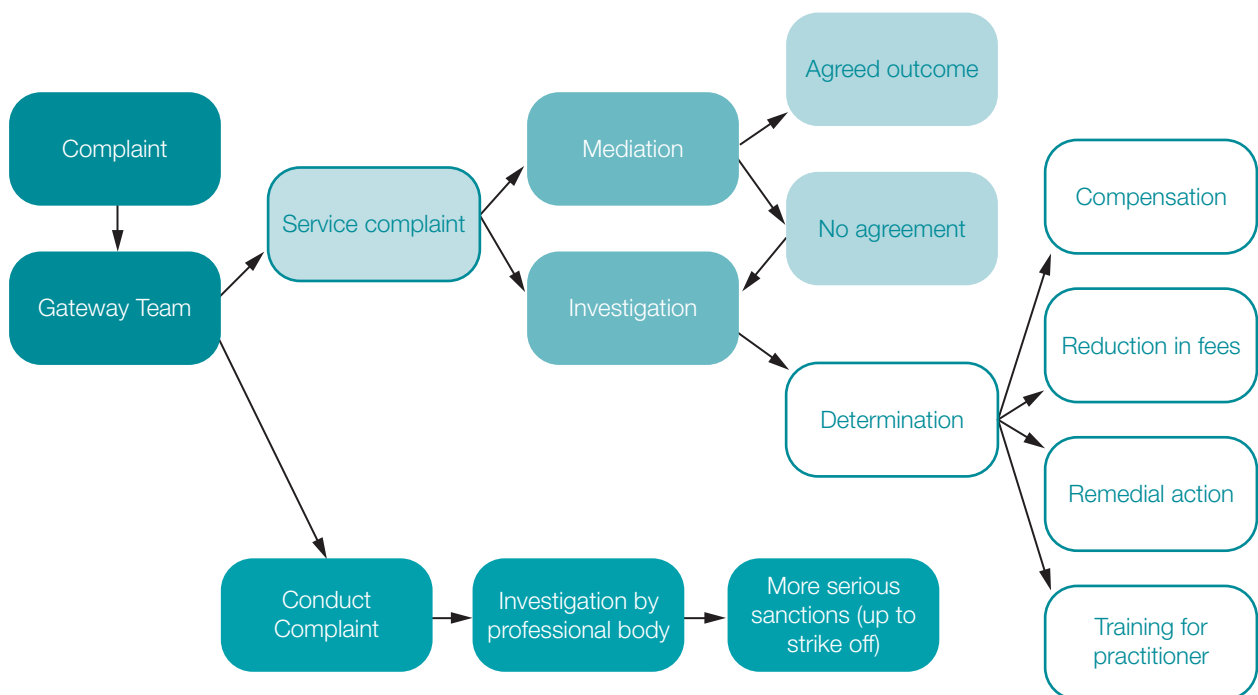 Complaint
Gateway Team
Service complaint
Mediation
Investigation
Agreed outcome
No agreement
Determination
Compensation
Reduction in fees
Remedial action
Training for
practitioner
Conduct
Complaint
Investigation by
professional body
More serious
sanctions (up to
strike off)